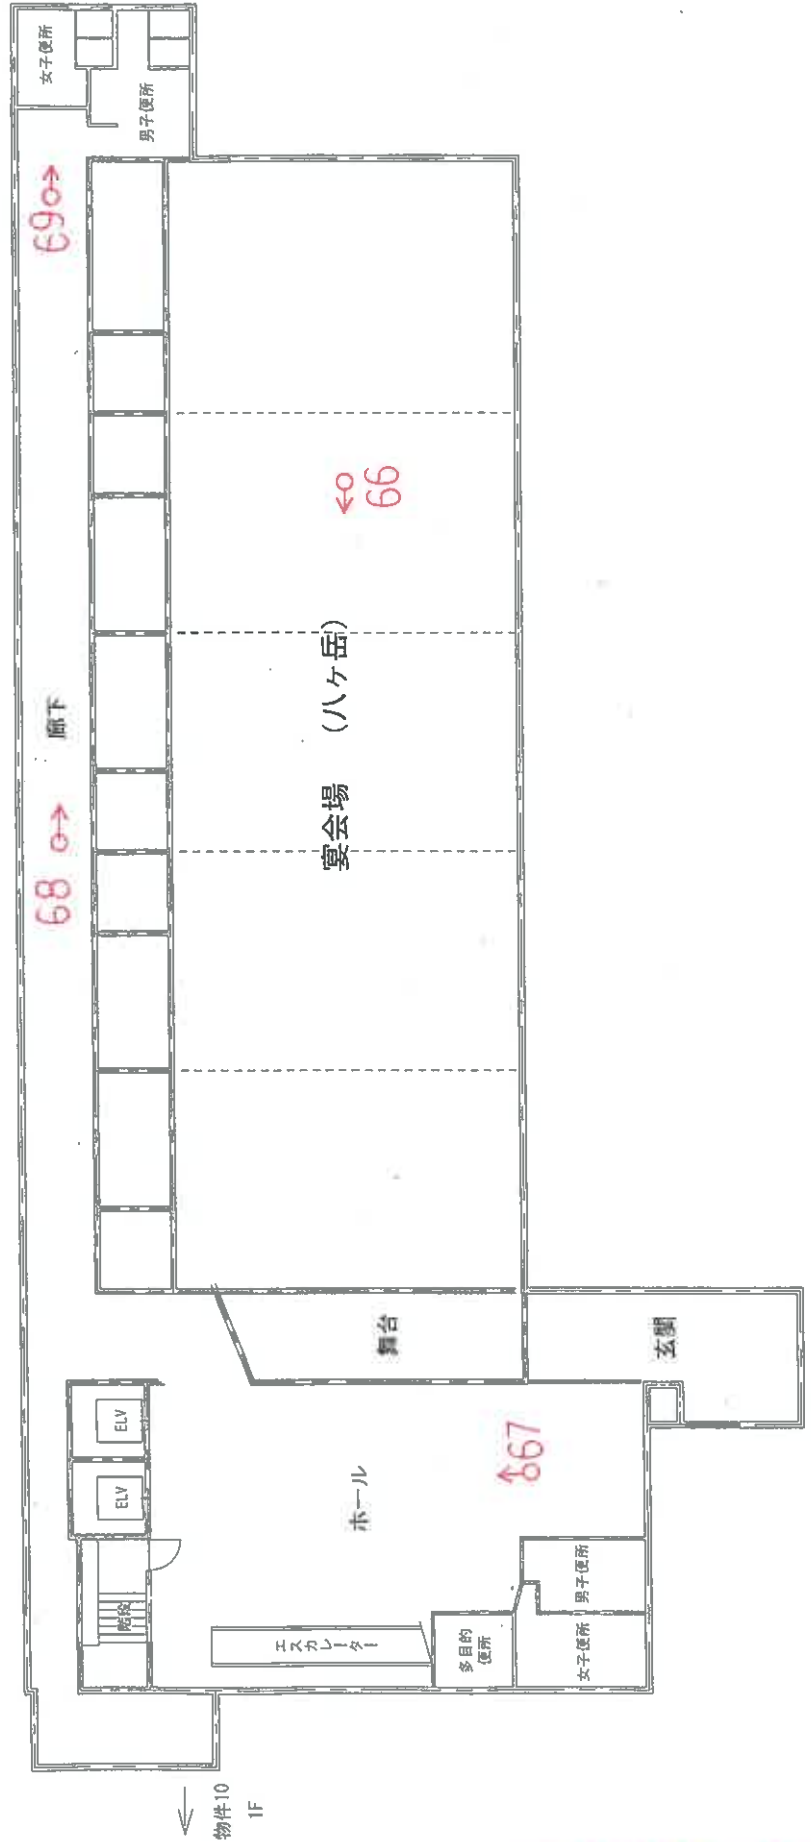 女子便所
男子便所
69
68
廊下
宴会場 (八ヶ岳)
66
舞台
玄関
ELV
ELV
ホール
67
階段
エスカレーター
多目的
便所
男子便所
女子便所
物件10
1F